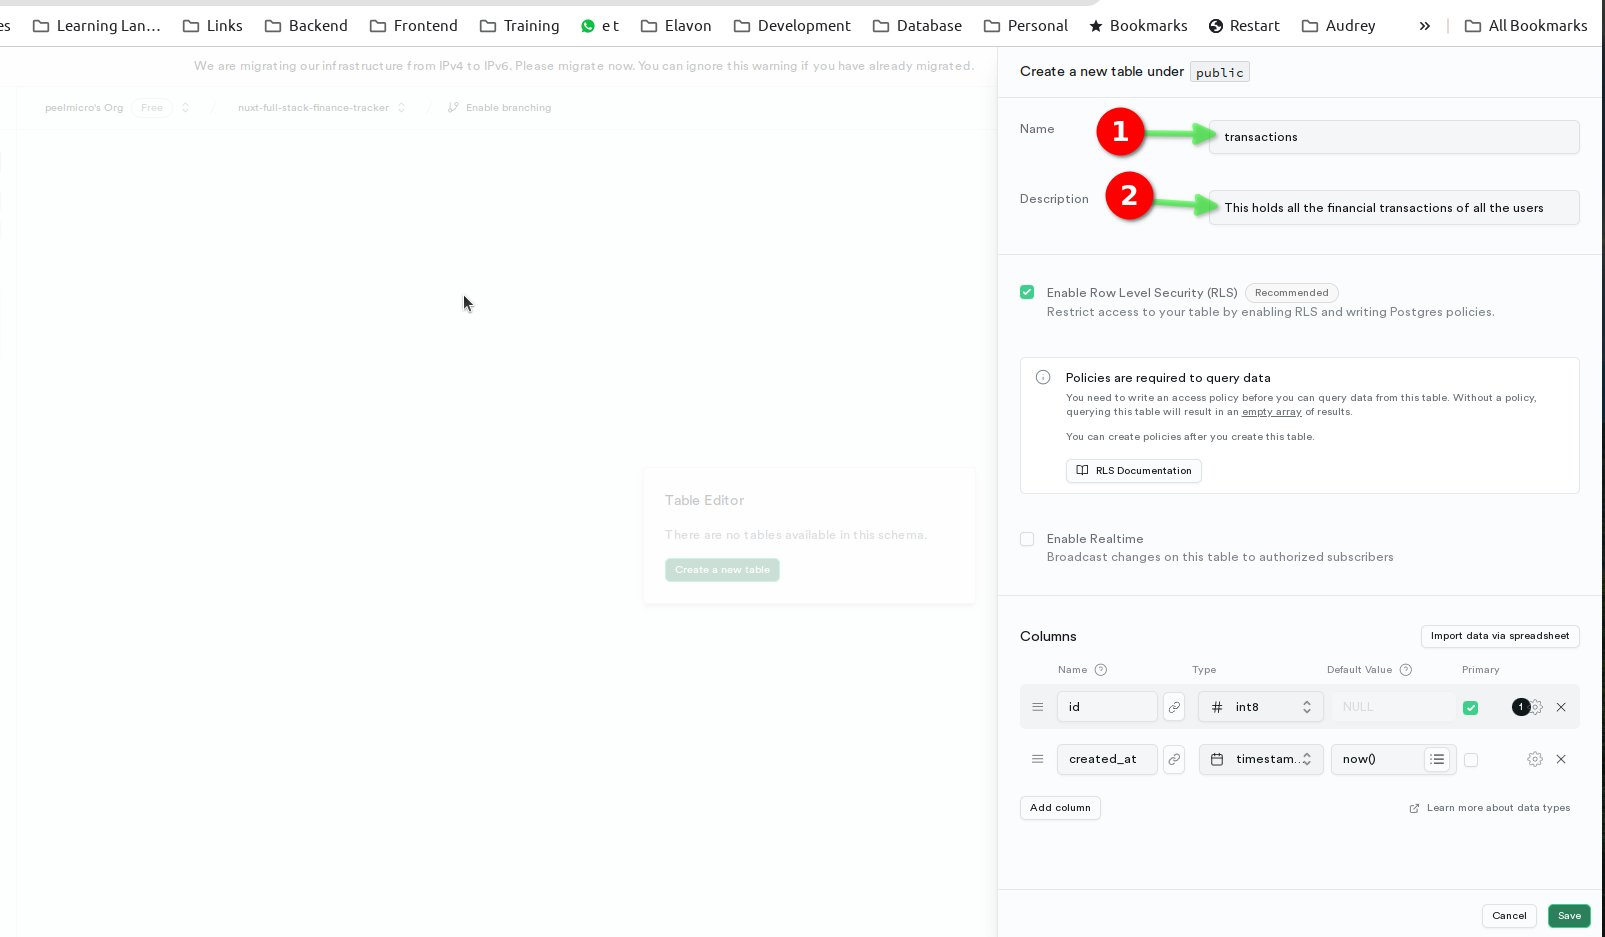 es Learning Lan... Links Backend Frontend Training e t Elavon Development Database Personal Bookmarks Restart Audrey » All Bookmarks
We are migrating our infrastructure from IPv4 to IPv6. Please migrate now. You can ignore this warning if you have already migrated.
peelmicro's Org Free / nuxt-full-stack-finance-tracker / Enable branching
Table Editor
There are no tables available in this schema.
Create a new table
Create a new table under public
Name 1 transactions
Description 2 This holds all the financial transactions of all the users
Enable Row Level Security (RLS) Recommended
Restrict access to your table by enabling RLS and writing Postgres policies.
Policies are required to query data
You need to write an access policy before you can query data from this table. Without a policy,
querying this table will result in an empty array of results.
You can create policies after you create this table.
RLS Documentation
Enable Realtime
Broadcast changes on this table to authorized subscribers
Columns Import data via spreadsheet
Name Type Default Value Primary
id # int8 NULL 1
created_at timestam... now()
Add column Learn more about data types
Cancel Save